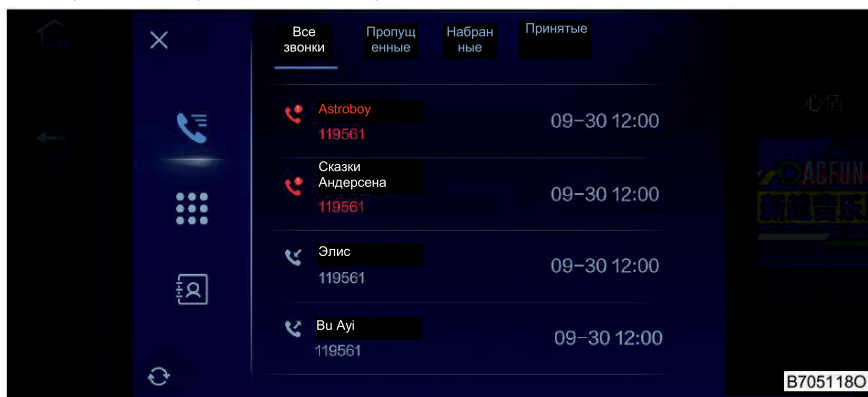 Все
звонки
Пропущ
енные
Набран
ные
Принятые
Astroboy
119561
09-30 12:00
Сказки
Андерсена
119561
09-30 12:00
Элис
119561
09-30 12:00
Bu Ayi
119561
09-30 12:00
心情
ACFUN
B705118O